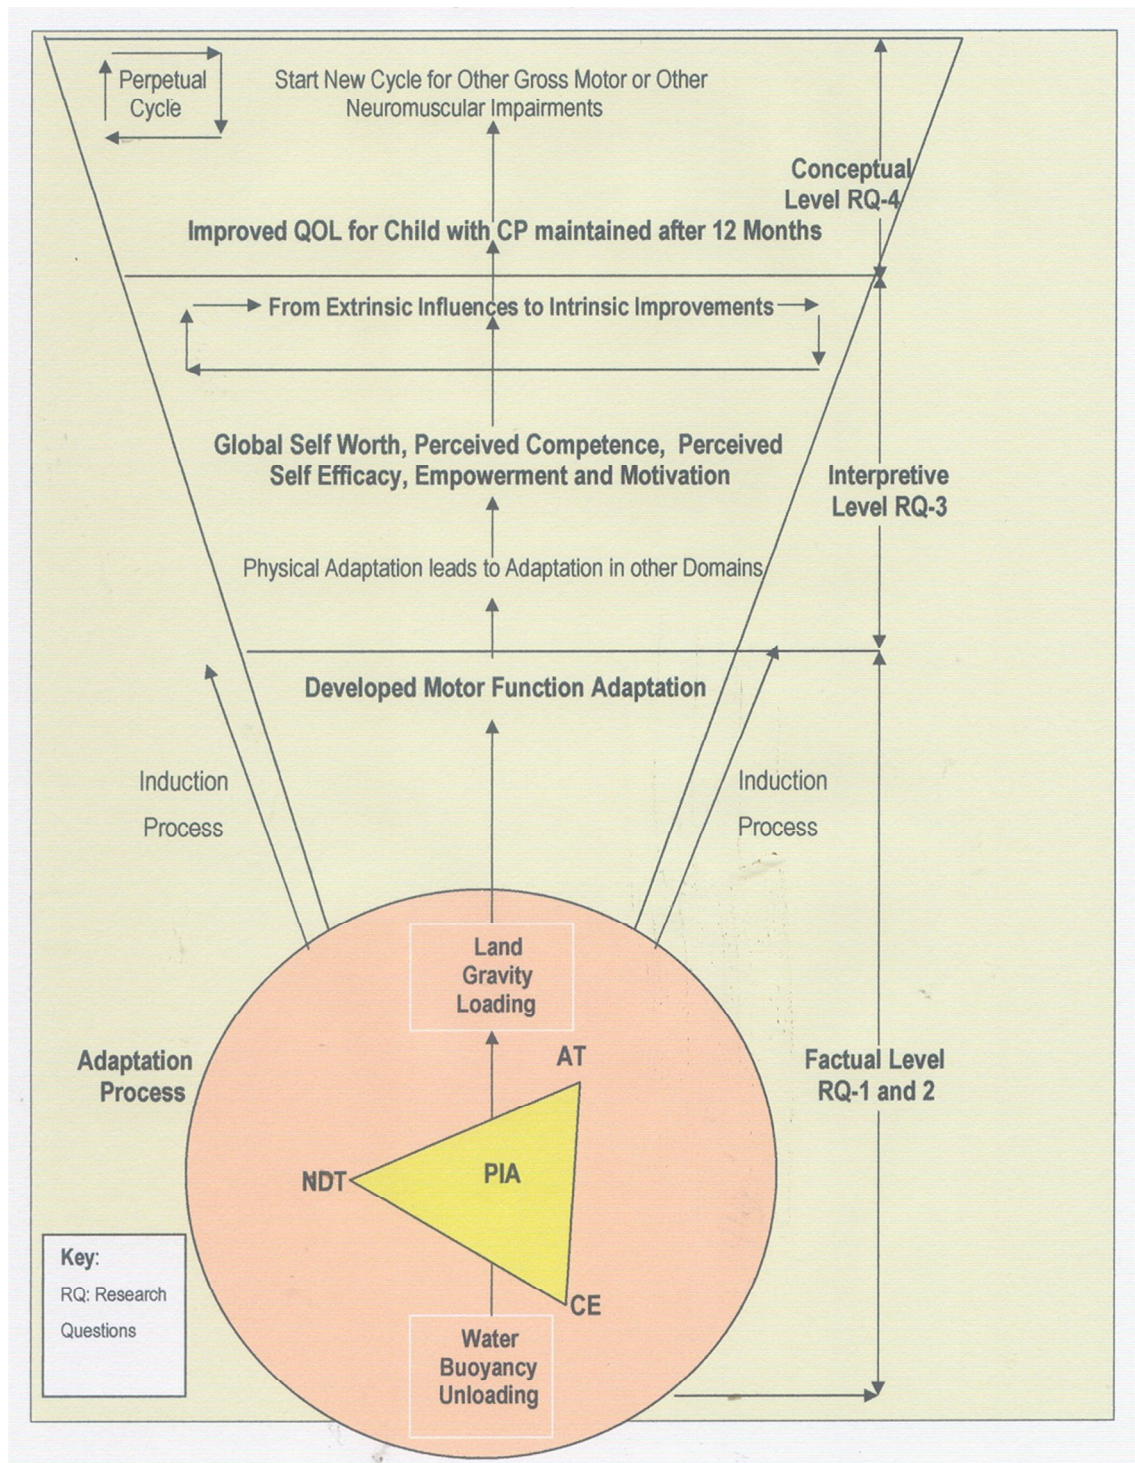 Perpetual
Cycle
Start New Cycle for Other Gross Motor or Other
Neuromuscular Impairments
Conceptual
Level RQ-4
Improved QOL for Child with CP maintained after 12 Months
From Extrinsic Influences to Intrinsic Improvements
Global Self Worth, Perceived Competence, Perceived
Self Efficacy, Empowerment and Motivation
Interpretive
Level RQ-3
Physical Adaptation leads to Adaptation in other Domains
Developed Motor Function Adaptation
Induction
Process
Induction
Process
Land
Gravity
Loading
Adaptation
Process
AT
Factual Level
RQ-1 and 2
NDT
PIA
CE
Key:
RQ: Research
Questions
Water
Buoyancy
Unloading